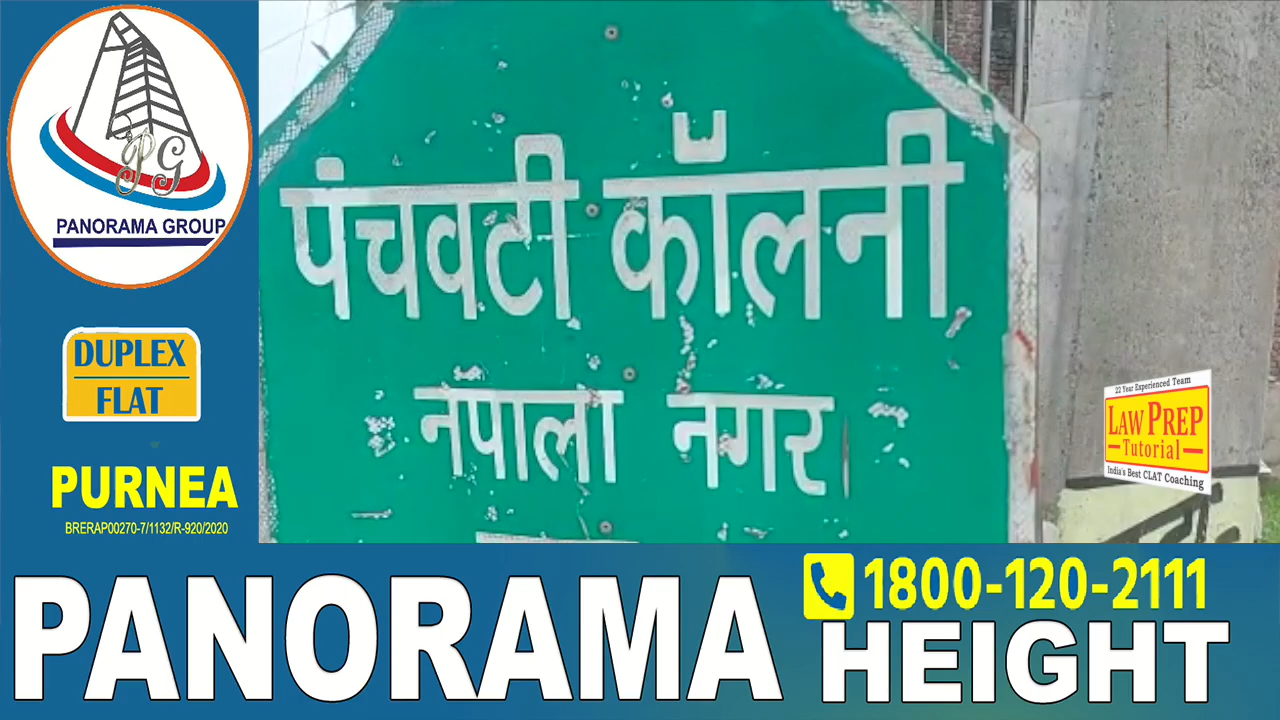 PG
PANORAMA GROUP
DUPLEX
FLAT
PURNEA
BRERAP00270-7/1132/R-920/2020
पंचवटी कॉलनी
नेपाला नगर
22 Year Experienced Team
LAW PREP
Tutorial
India's Best CLAT Coaching
1800-120-2111
PANORAMA HEIGHT